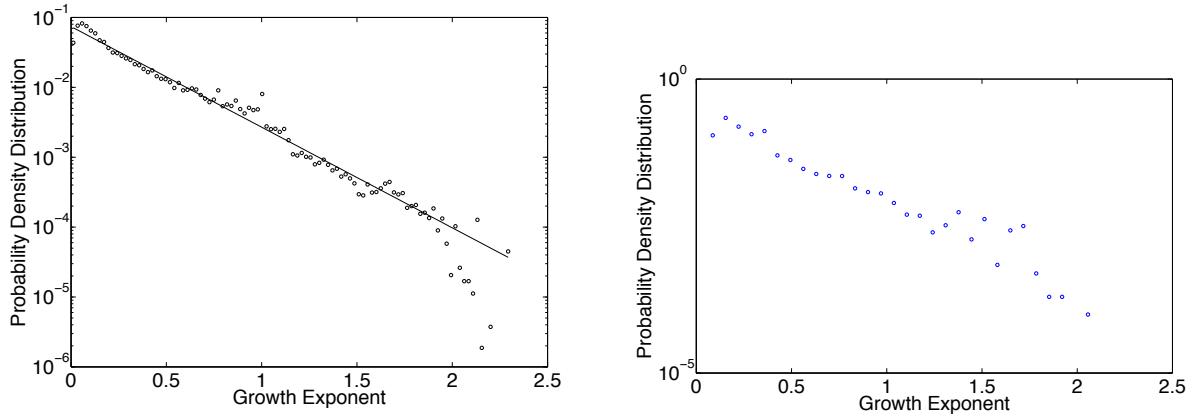 Probability Density Distribution
10^-1
10^-2
10^-3
10^-4
10^-5
10^-6
0 0.5 1 1.5 2 2.5
Growth Exponent
Probability Density Distribution
10^0
10^-5
0 0.5 1 1.5 2 2.5
Growth Exponent